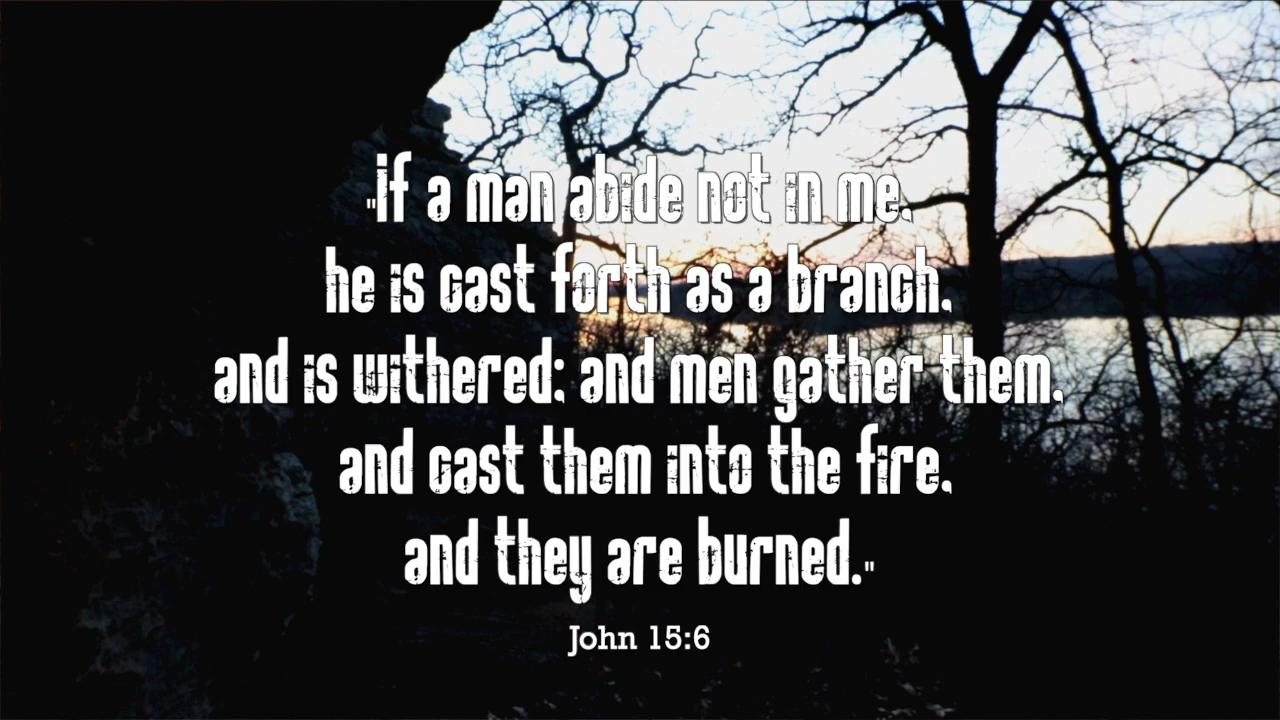 "If a man abide not in me,
he is cast forth as a branch,
and is withered; and men gather them,
and cast them into the fire,
and they are burned."
John 15:6